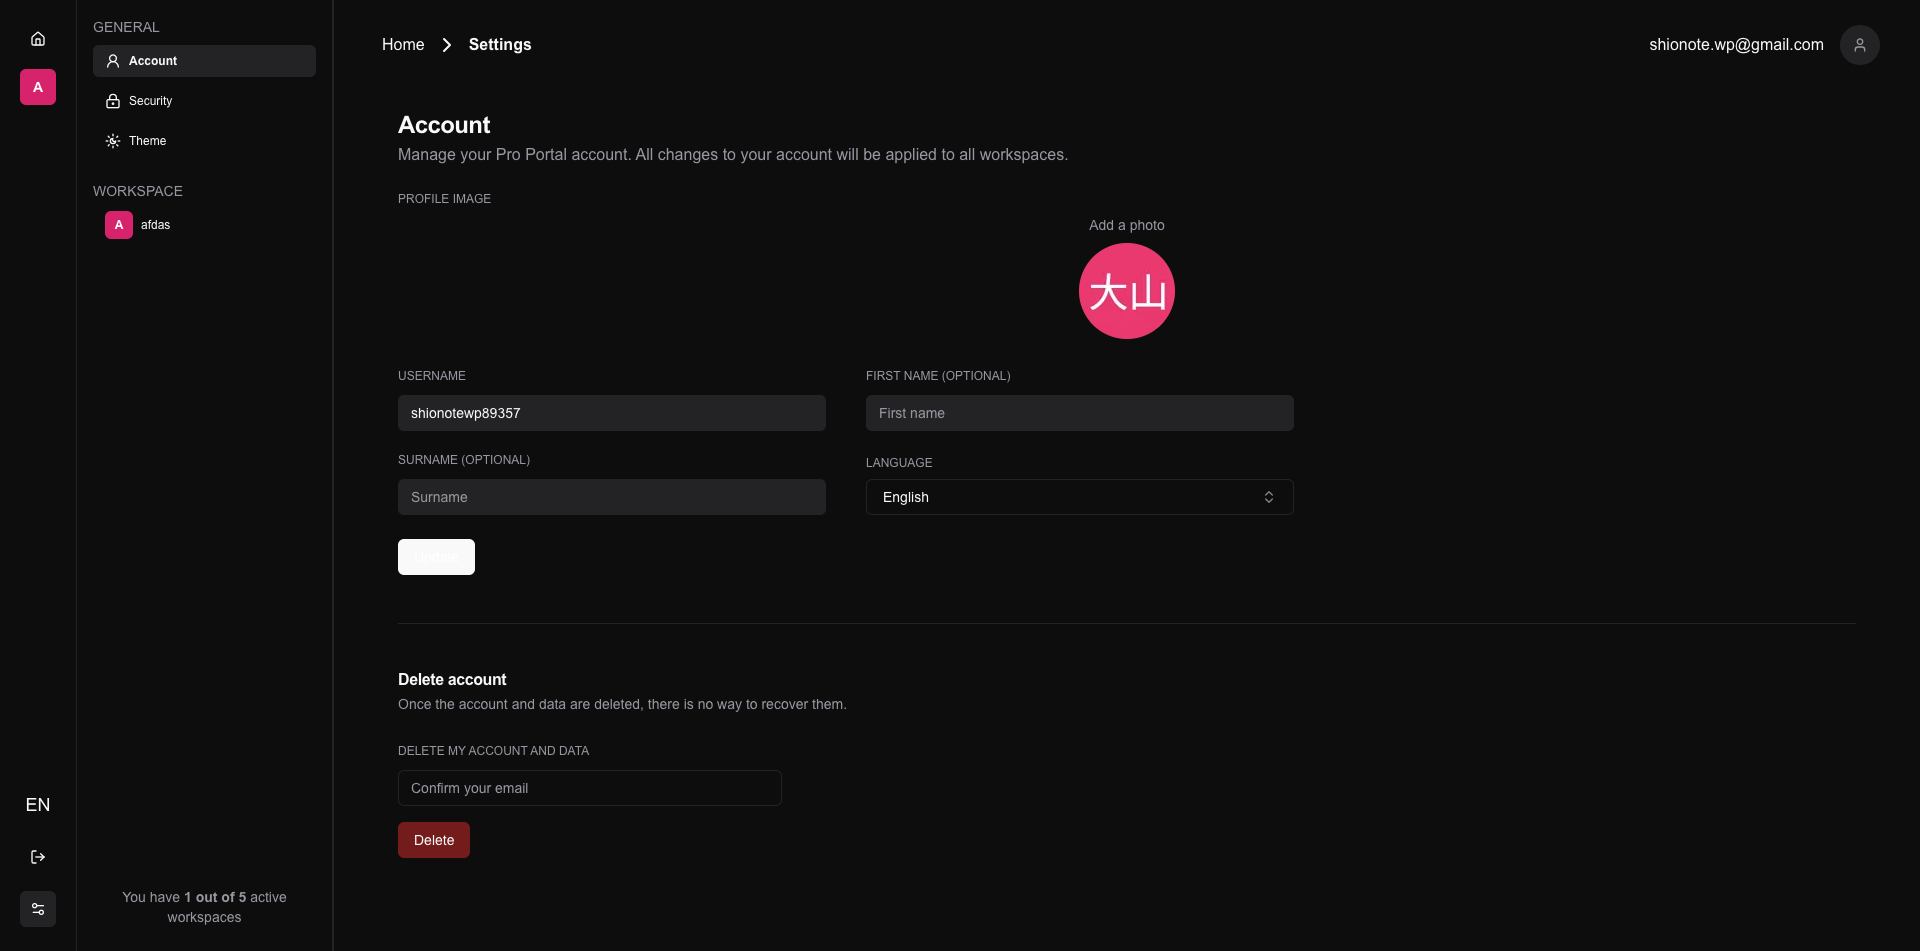 GENERAL
Account
Security
Theme
WORKSPACE
A
afdas
A
EN
You have 1 out of 5 active
workspaces
Home
Settings
shionote.wp@gmail.com
Account
Manage your Pro Portal account. All changes to your account will be applied to all workspaces.
PROFILE IMAGE
Add a photo
大山
USERNAME
FIRST NAME (OPTIONAL)
shionotewp89357
First name
SURNAME (OPTIONAL)
LANGUAGE
Surname
English
Delete account
Once the account and data are deleted, there is no way to recover them.
DELETE MY ACCOUNT AND DATA
Confirm your email
Delete